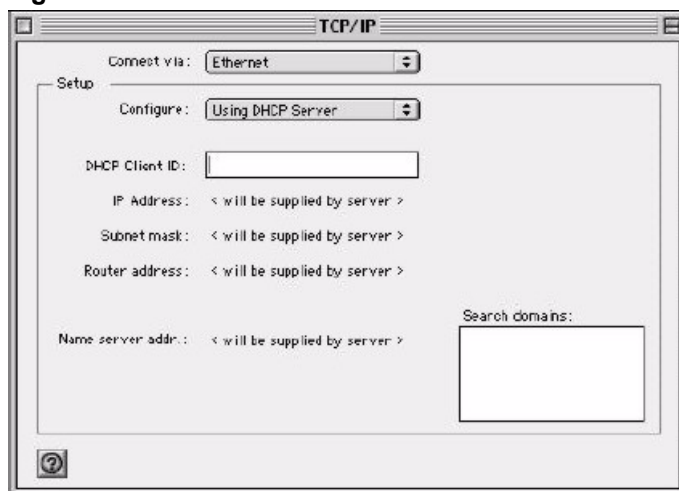 TCP/IP
Connect via: Ethernet
Setup
Configure: Using DHCP Server
DHCP Client ID:
IP Address: < will be supplied by server >
Subnet mask: < will be supplied by server >
Router address: < will be supplied by server >
Search domains:
Name server addr.: < will be supplied by server >
?